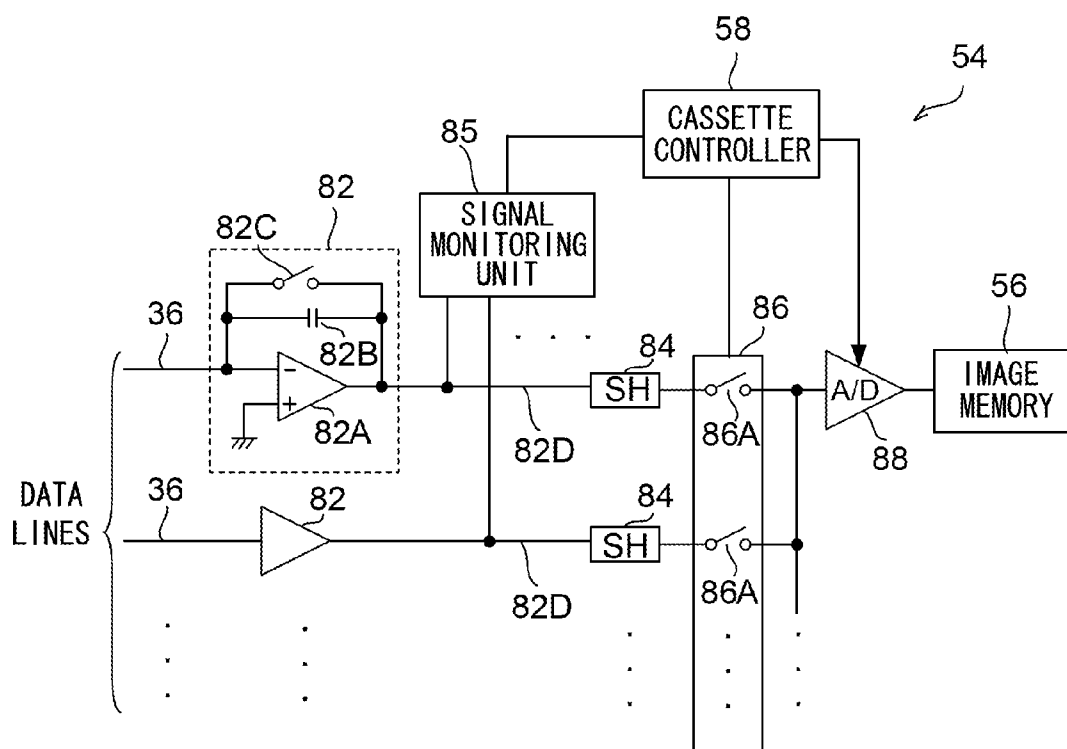 58
54
CASSETTE
CONTROLLER
85
82
82C
SIGNAL
MONITORING
UNIT
56
36
82B
86
84
−
+
82A
SH
A/D
IMAGE
MEMORY
82D
86A
88
DATA
LINES
36
82
84
SH
82D
86A